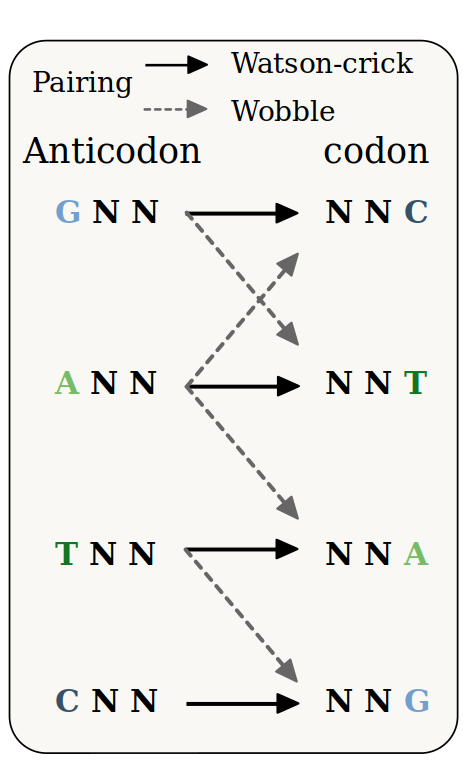 Watson-crick
Pairing
Wobble
Anticodon codon
G N N N N C
A N N N N T
T N N N N A
C N N N N G